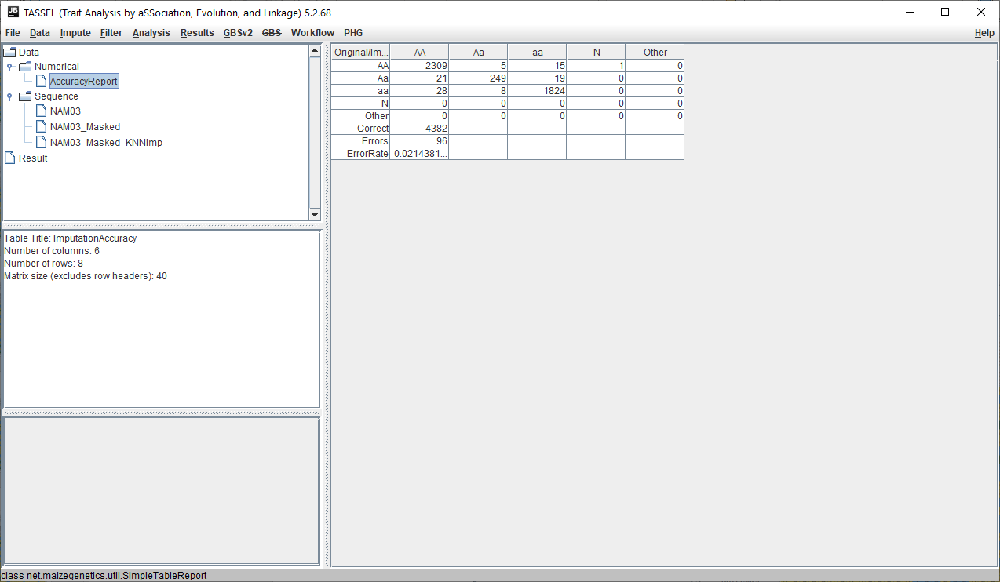 JB TASSEL (Trait Analysis by aSSociation, Evolution, and Linkage) 5.2.68
File Data Impute Filter Analysis Results GBSv2 GBS Workflow PHG Help
Data
Numerical
AccuracyReport
Sequence
NAM03
NAM03_Masked
NAM03_Masked_KNNimp
Result
Table Title: ImputationAccuracy
Number of columns: 6
Number of rows: 8
Matrix size (excludes row headers): 40
Original/Im... AA Aa aa N Other
AA 2309 5 15 1 0
Aa 21 249 19 0 0
aa 28 8 1824 0 0
N 0 0 0 0 0
Other 0 0 0 0 0
Correct 4382
Errors 96
ErrorRate 0.0214381...
class net.maizegenetics.util.SimpleTableReport